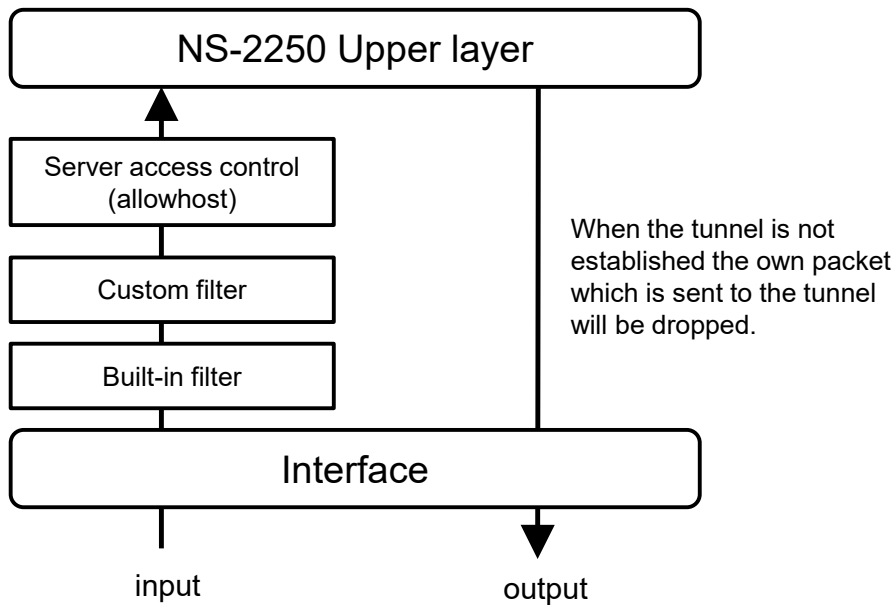 NS-2250 Upper layer
Server access control
(allowhost)
When the tunnel is not
established the own packet
which is sent to the tunnel
will be dropped.
Custom filter
Built-in filter
Interface
input
output